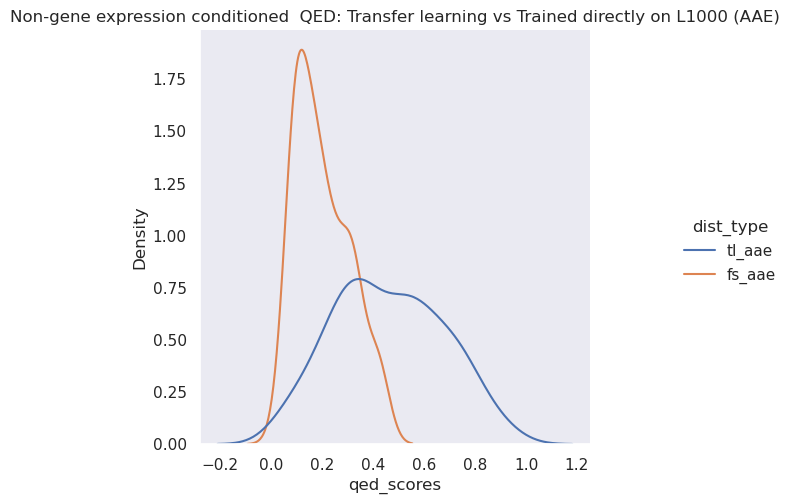 Non-gene expression conditioned  QED: Transfer learning vs Trained directly on L1000 (AAE)
1.75
1.50
1.25
1.00
0.75
0.50
0.25
0.00
Density
−0.2 0.0 0.2 0.4 0.6 0.8 1.0 1.2
qed_scores
dist_type
tl_aae
fs_aae